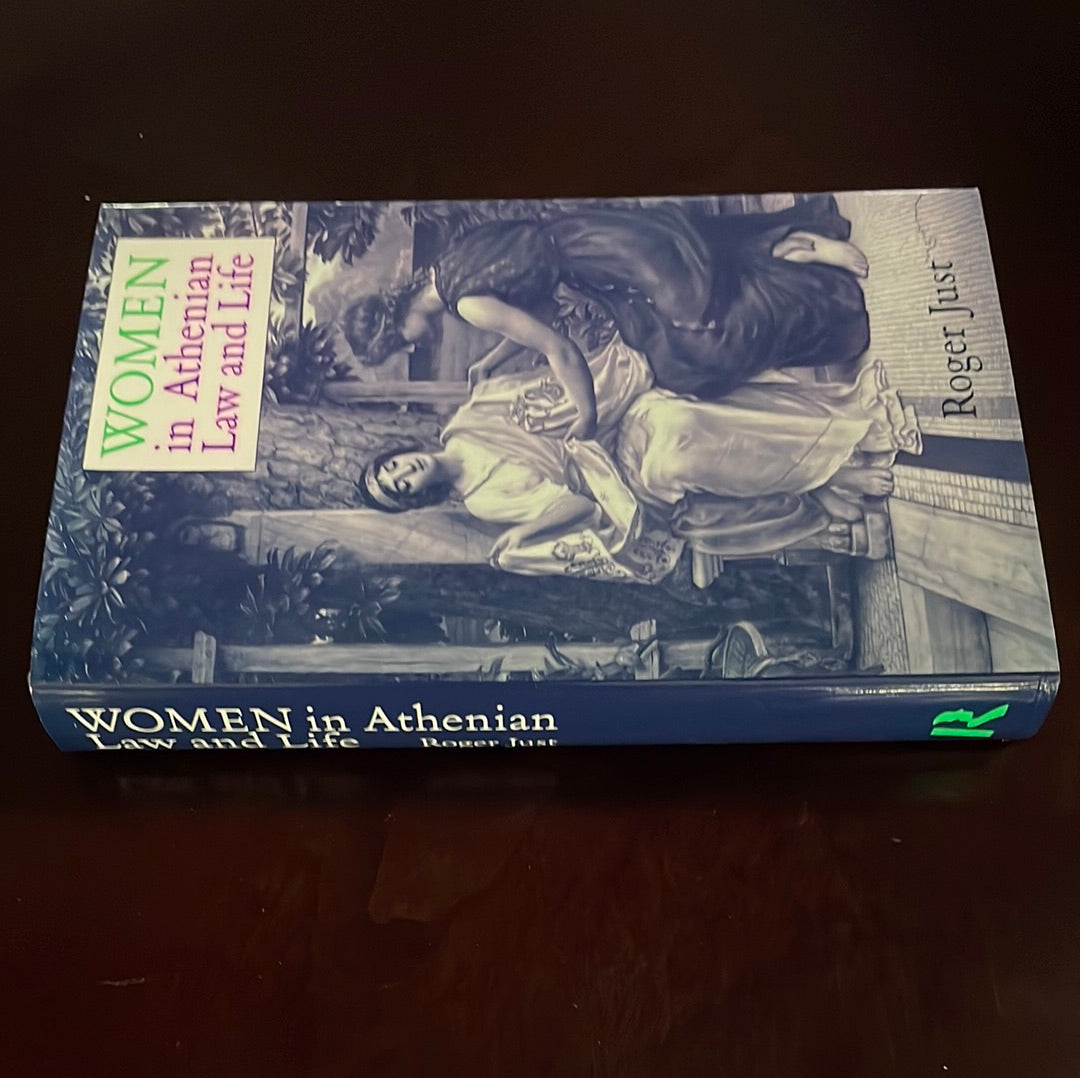 WOMEN
in Athenian
Law and Life
Roger Just
WOMEN in Athenian
Law and Life Roger Just
R